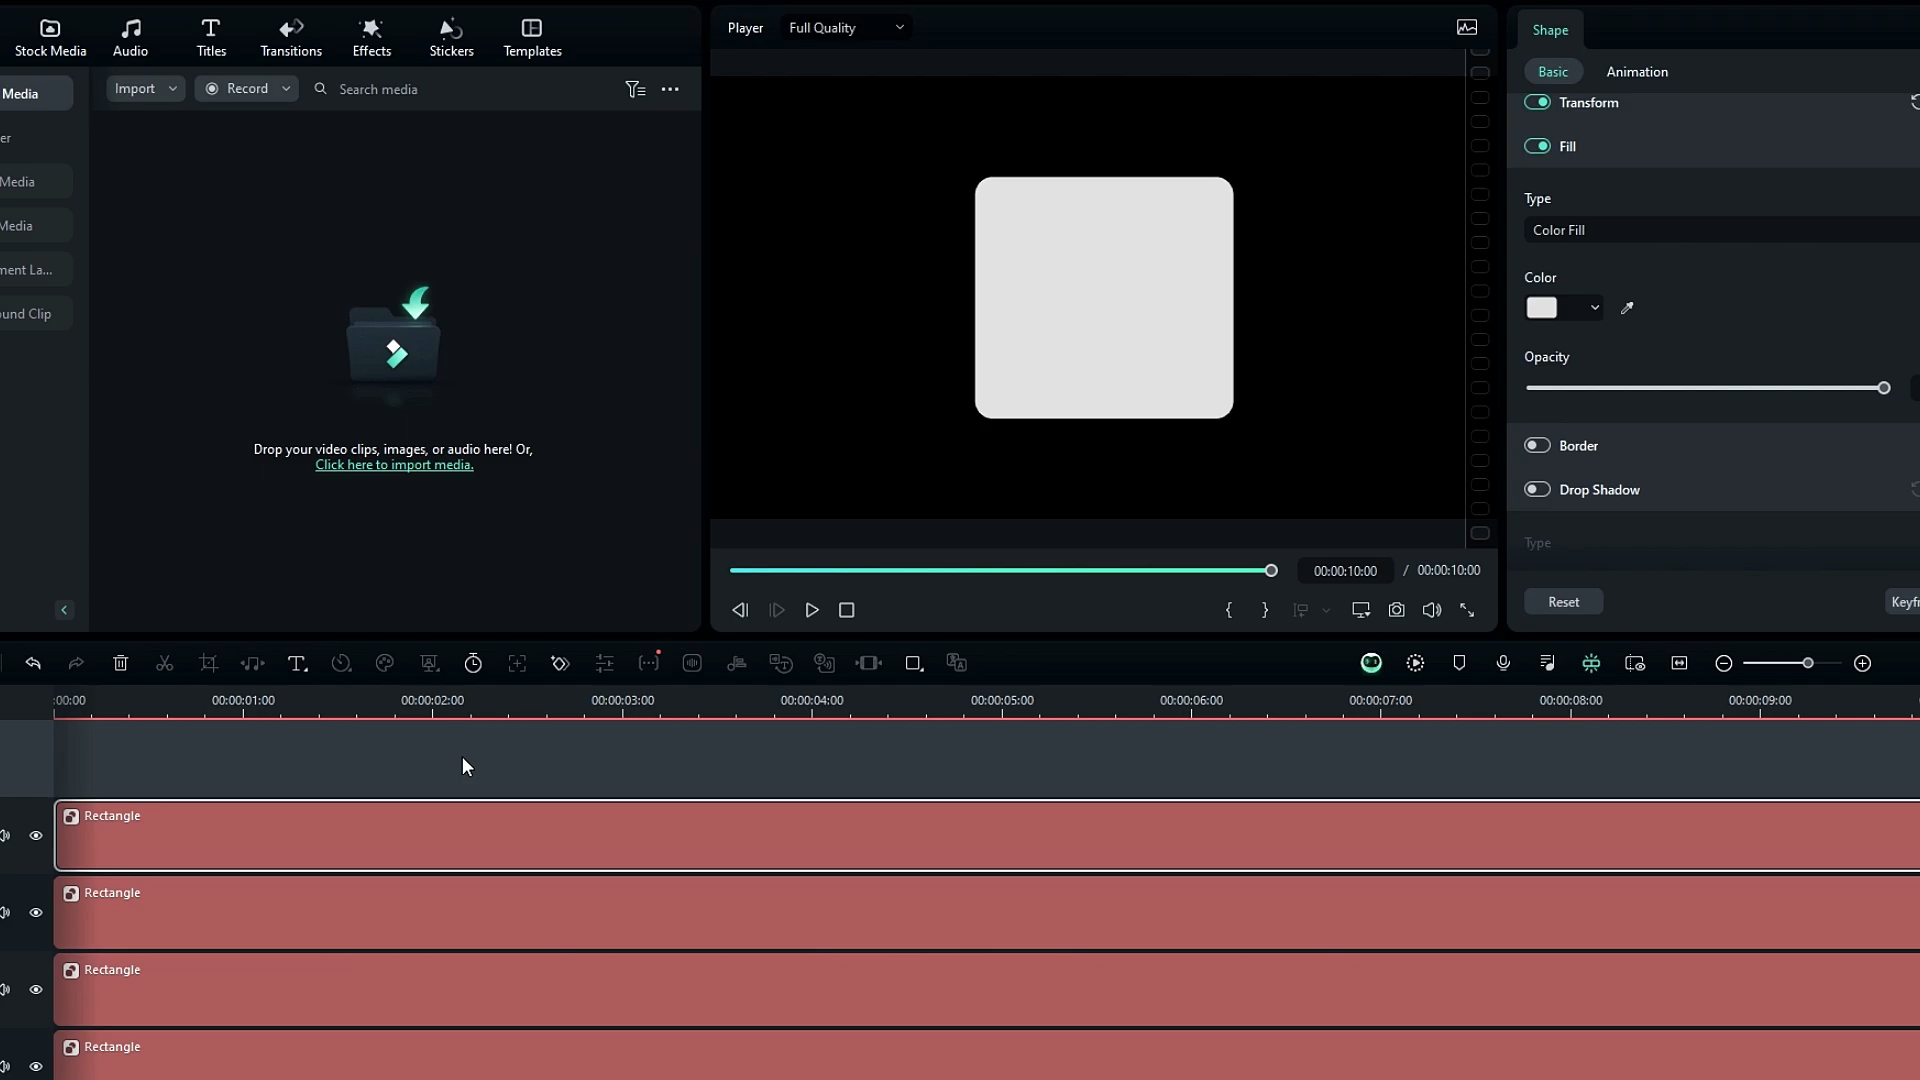 Stock Media
Audio
Titles
Transitions
Effects
Stickers
Templates
Player
Full Quality
Shape
Media
Import
Record
Search media
Basic
Animation
er
Transform
Media
Fill
Media
Type
Color Fill
ment La...
Color
und Clip
Opacity
Drop your video clips, images, or audio here! Or,
Click here to import media.
Border
Drop Shadow
Type
00:00:10:00 / 00:00:10:00
Reset
Keyfr
:00:00
00:00:01:00
00:00:02:00
00:00:03:00
00:00:04:00
00:00:05:00
00:00:06:00
00:00:07:00
00:00:08:00
00:00:09:00
Rectangle
Rectangle
Rectangle
Rectangle